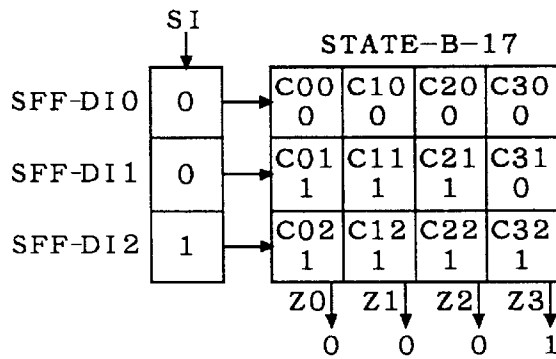 SI
STATE-B-17
SFF-DI0 0 C00 C10 C20 C30
0 0 0 0
SFF-DI1 0 C01 C11 C21 C31
1 1 1 0
SFF-DI2 1 C02 C12 C22 C32
1 1 1 1
Z0 Z1 Z2 Z3
0 0 0 1